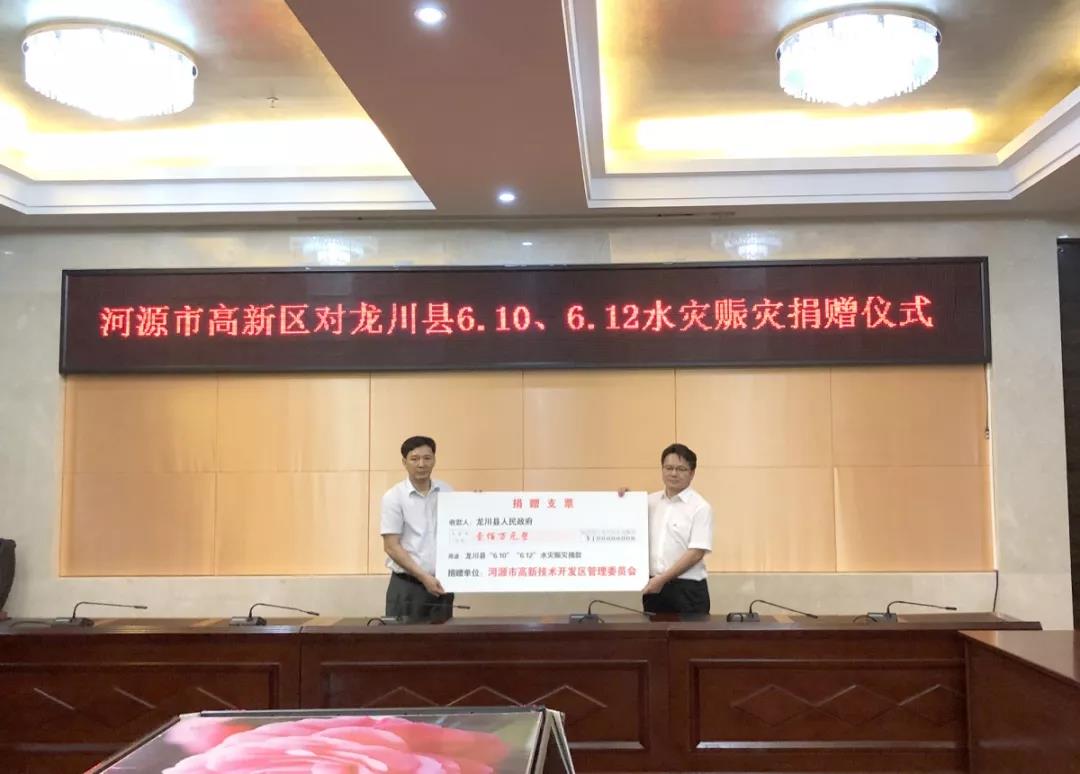 河源市高新区对龙川县6.10、6.12水灾赈灾捐赠仪式
捐赠支票
收款人：龙川县人民政府
壹佰万元整
用途：龙川县“6.10”“6.12”水灾赈灾捐款
捐赠单位：河源市高新技术开发区管理委员会